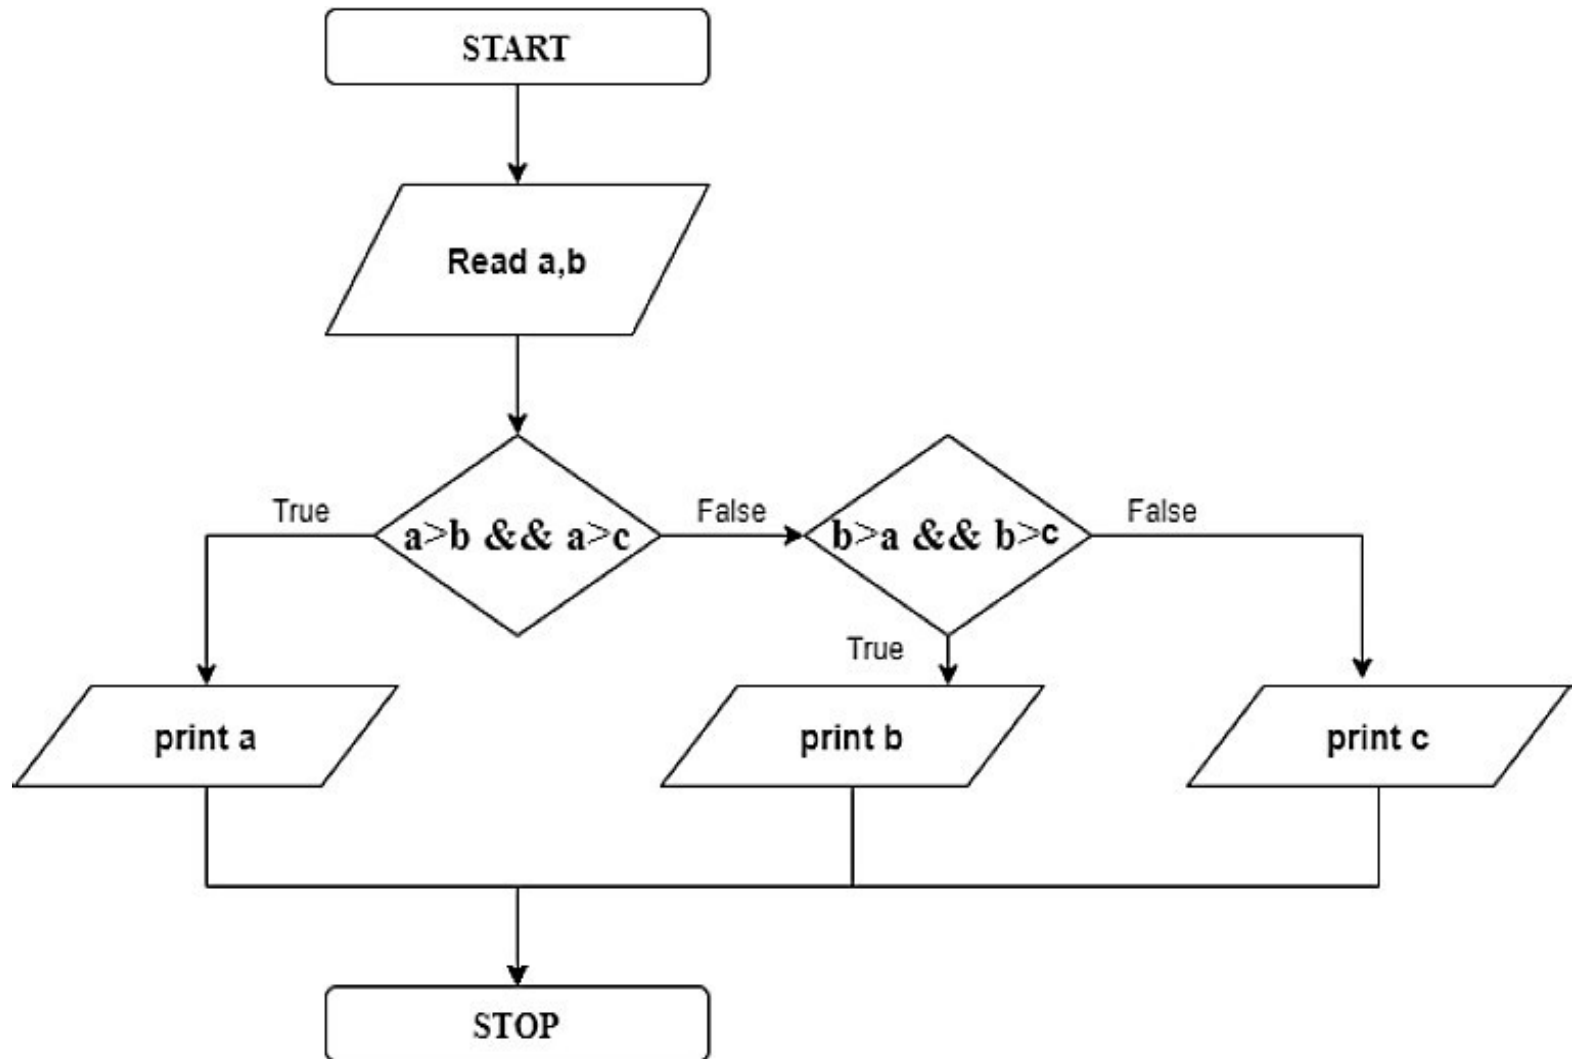 START
Read a,b
True
a>b && a>c
False
b>a && b>c
False
True
print a
print b
print c
STOP